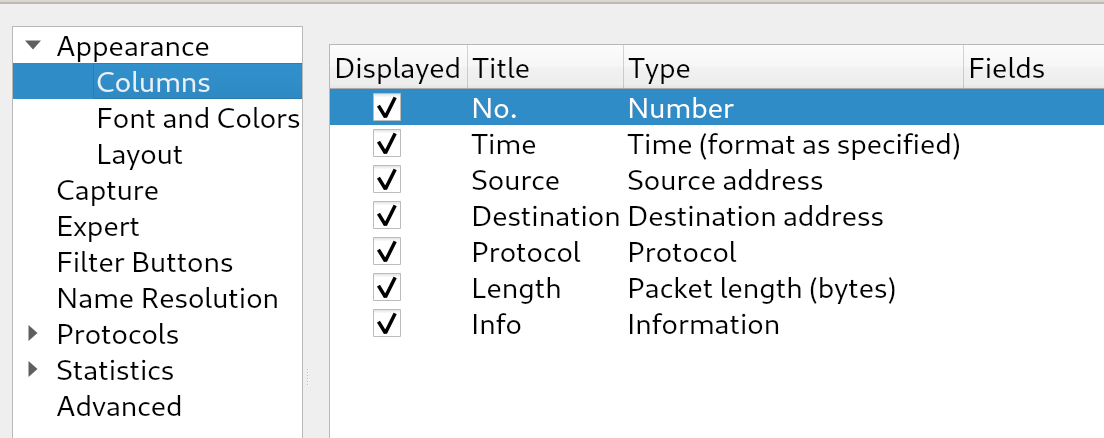 Appearance
Columns
Font and Colors
Layout
Capture
Expert
Filter Buttons
Name Resolution
Protocols
Statistics
Advanced
Displayed Title Type Fields
No. Number
Time Time (format as specified)
Source Source address
Destination Destination address
Protocol Protocol
Length Packet length (bytes)
Info Information